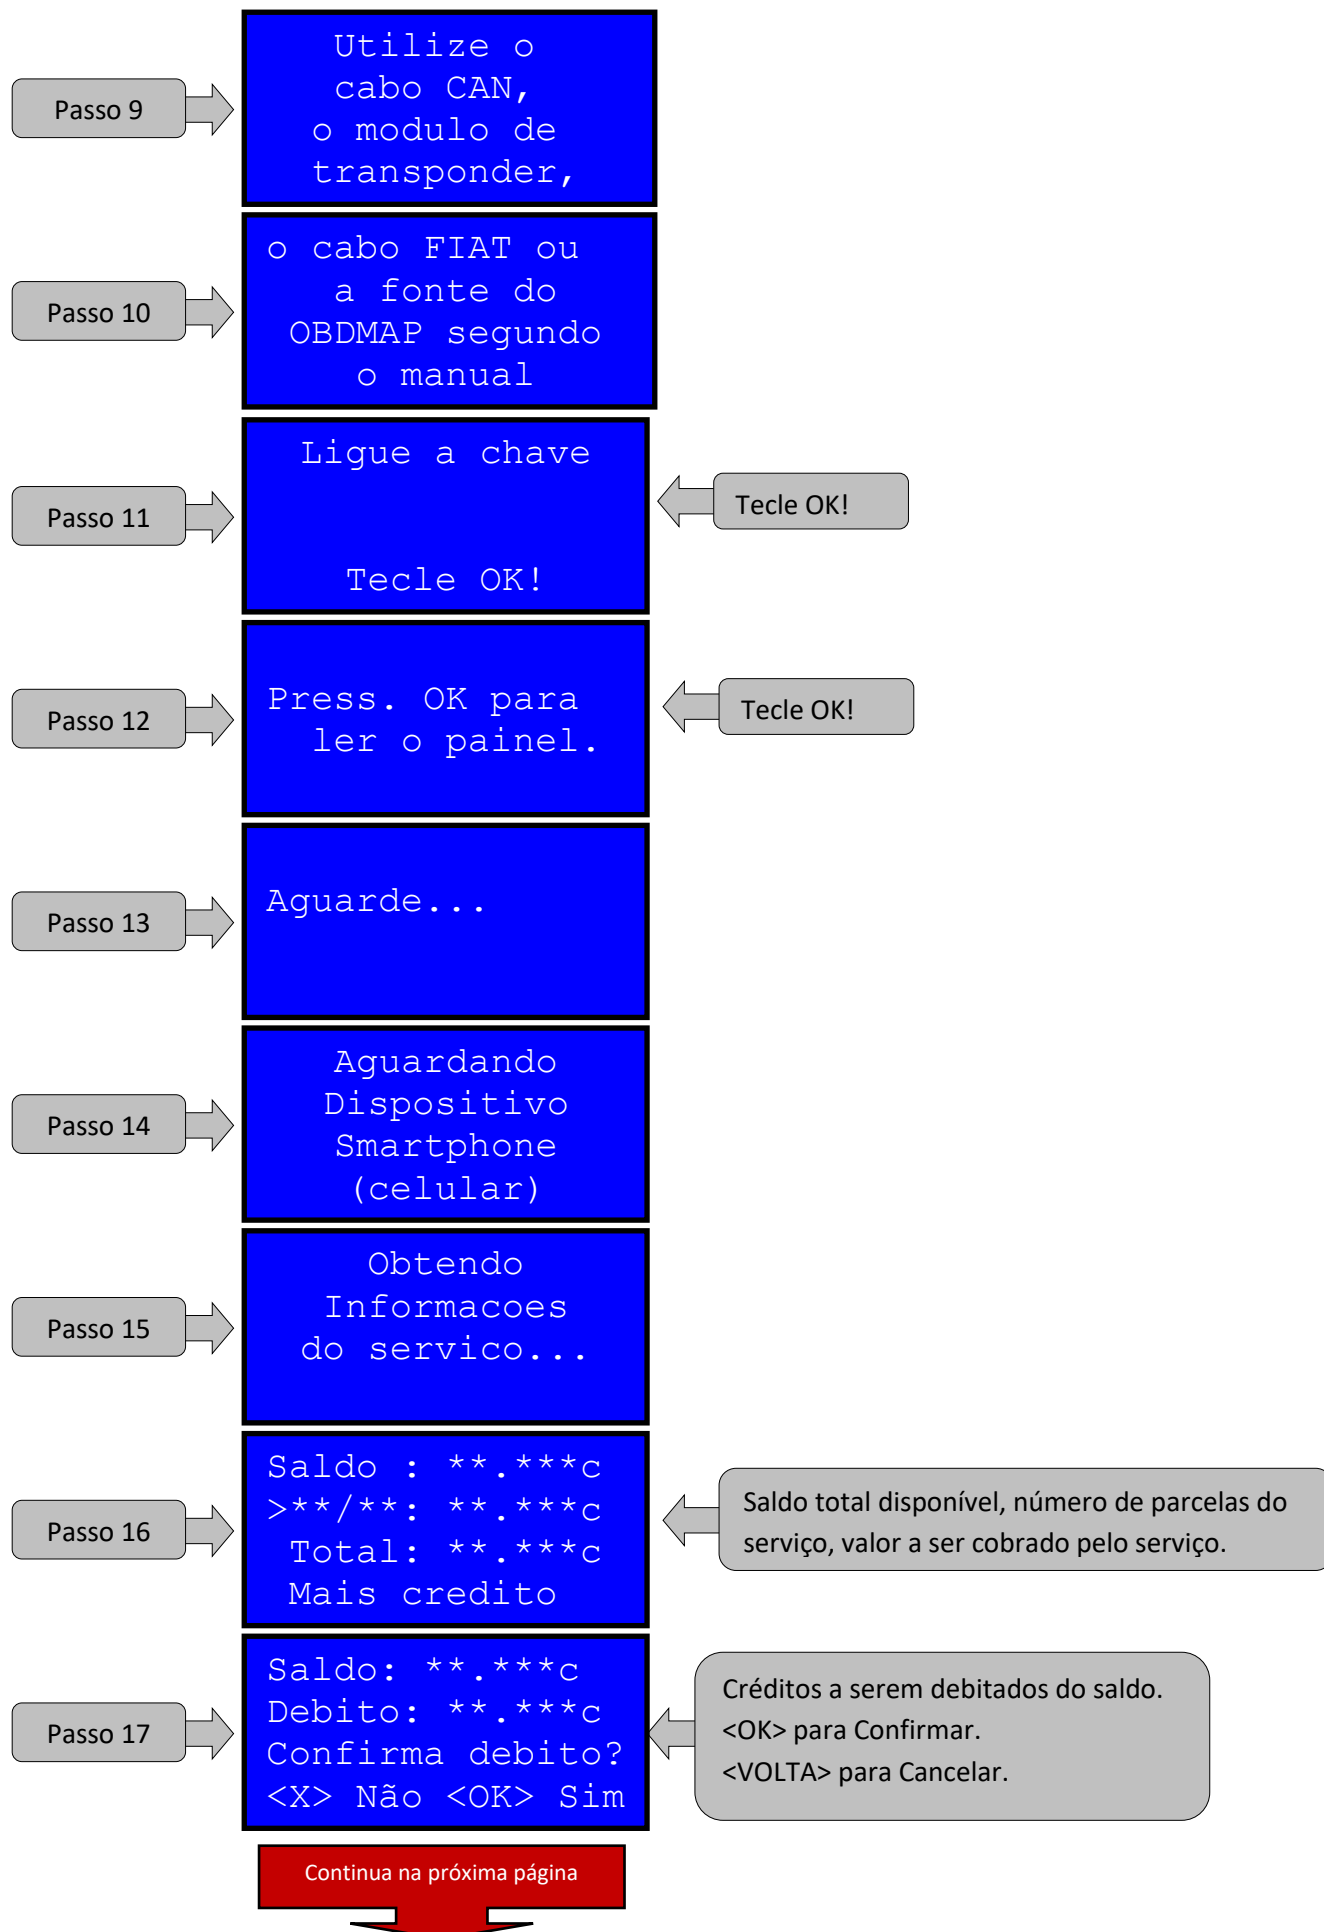 Passo 9
Utilize o
cabo CAN,
o modulo de
transponder,
Passo 10
o cabo FIAT ou
a fonte do
OBDMAP segundo
o manual
Passo 11
Ligue a chave
Tecle OK!
Tecle OK!
Passo 12
Press. OK para
ler o painel.
Tecle OK!
Passo 13
Aguarde...
Passo 14
Aguardando
Dispositivo
Smartphone
(celular)
Passo 15
Obtendo
Informacoes
do servico...
Passo 16
Saldo : **.***c
>**/**: **.***c
Total: **.***c
Mais credito
Saldo total disponível, número de parcelas do
serviço, valor a ser cobrado pelo serviço.
Passo 17
Saldo: **.***c
Debito: **.***c
Confirma debito?
<X> Não <OK> Sim
Créditos a serem debitados do saldo.
<OK> para Confirmar.
<VOLTA> para Cancelar.
Continua na próxima página